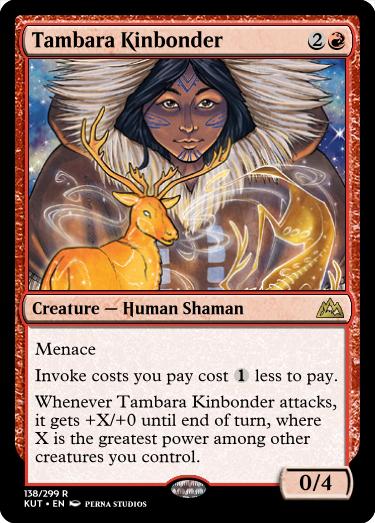 Tambara Kinbonder 2
Creature — Human Shaman
Menace
Invoke costs you pay cost 1 less to pay.
Whenever Tambara Kinbonder attacks,
it gets +X/+0 until end of turn, where
X is the greatest power among other
creatures you control.
0/4
138/299 R
KUT • EN PERNA STUDIOS